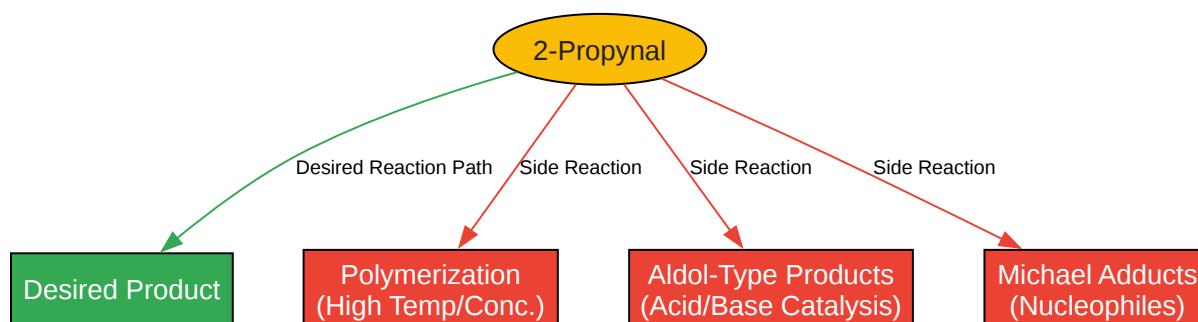 2-Propynal
Desired Reaction Path
Side Reaction
Side Reaction
Side Reaction
Desired Product
Polymerization
(High Temp/Conc.)
Aldol-Type Products
(Acid/Base Catalysis)
Michael Adducts
(Nucleophiles)